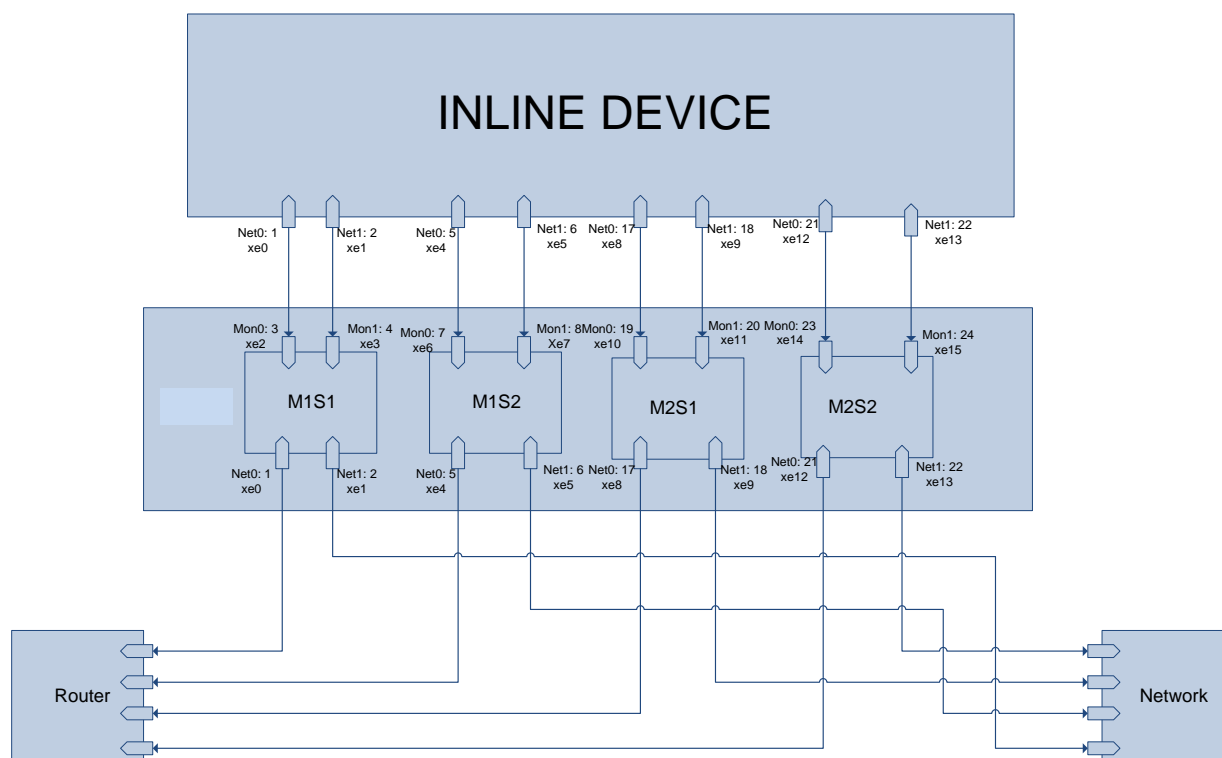 INLINE DEVICE
Net0: 1
xe0
Net1: 2
xe1
Net0: 5
xe4
Net1: 6
xe5
Net0: 17
xe8
Net1: 18
xe9
Net0: 21
xe12
Net1: 22
xe13
Mon0: 3
xe2
Mon1: 4
xe3
Mon0: 7
xe6
Mon1: 8
Xe7
Mon0: 19
xe10
Mon1: 20
xe11
Mon0: 23
xe14
Mon1: 24
xe15
M1S1
M1S2
M2S1
M2S2
Net0: 1
xe0
Net1: 2
xe1
Net0: 5
xe4
Net1: 6
xe5
Net0: 17
xe8
Net1: 18
xe9
Net0: 21
xe12
Net1: 22
xe13
Router
Network